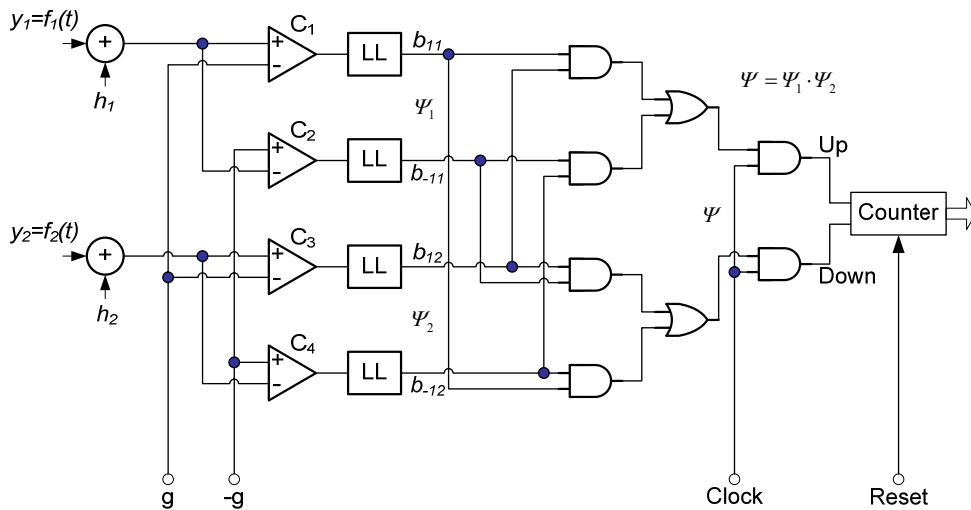 y1=f1(t)
+
h1
C1
+
-
LL
b11
Ψ1
Ψ = Ψ1 · Ψ2
C2
+
-
LL
b-11
Up
Counter
Ψ
Down
y2=f2(t)
+
h2
C3
+
-
LL
b12
Ψ2
C4
+
-
LL
b-12
g
-g
Clock
Reset